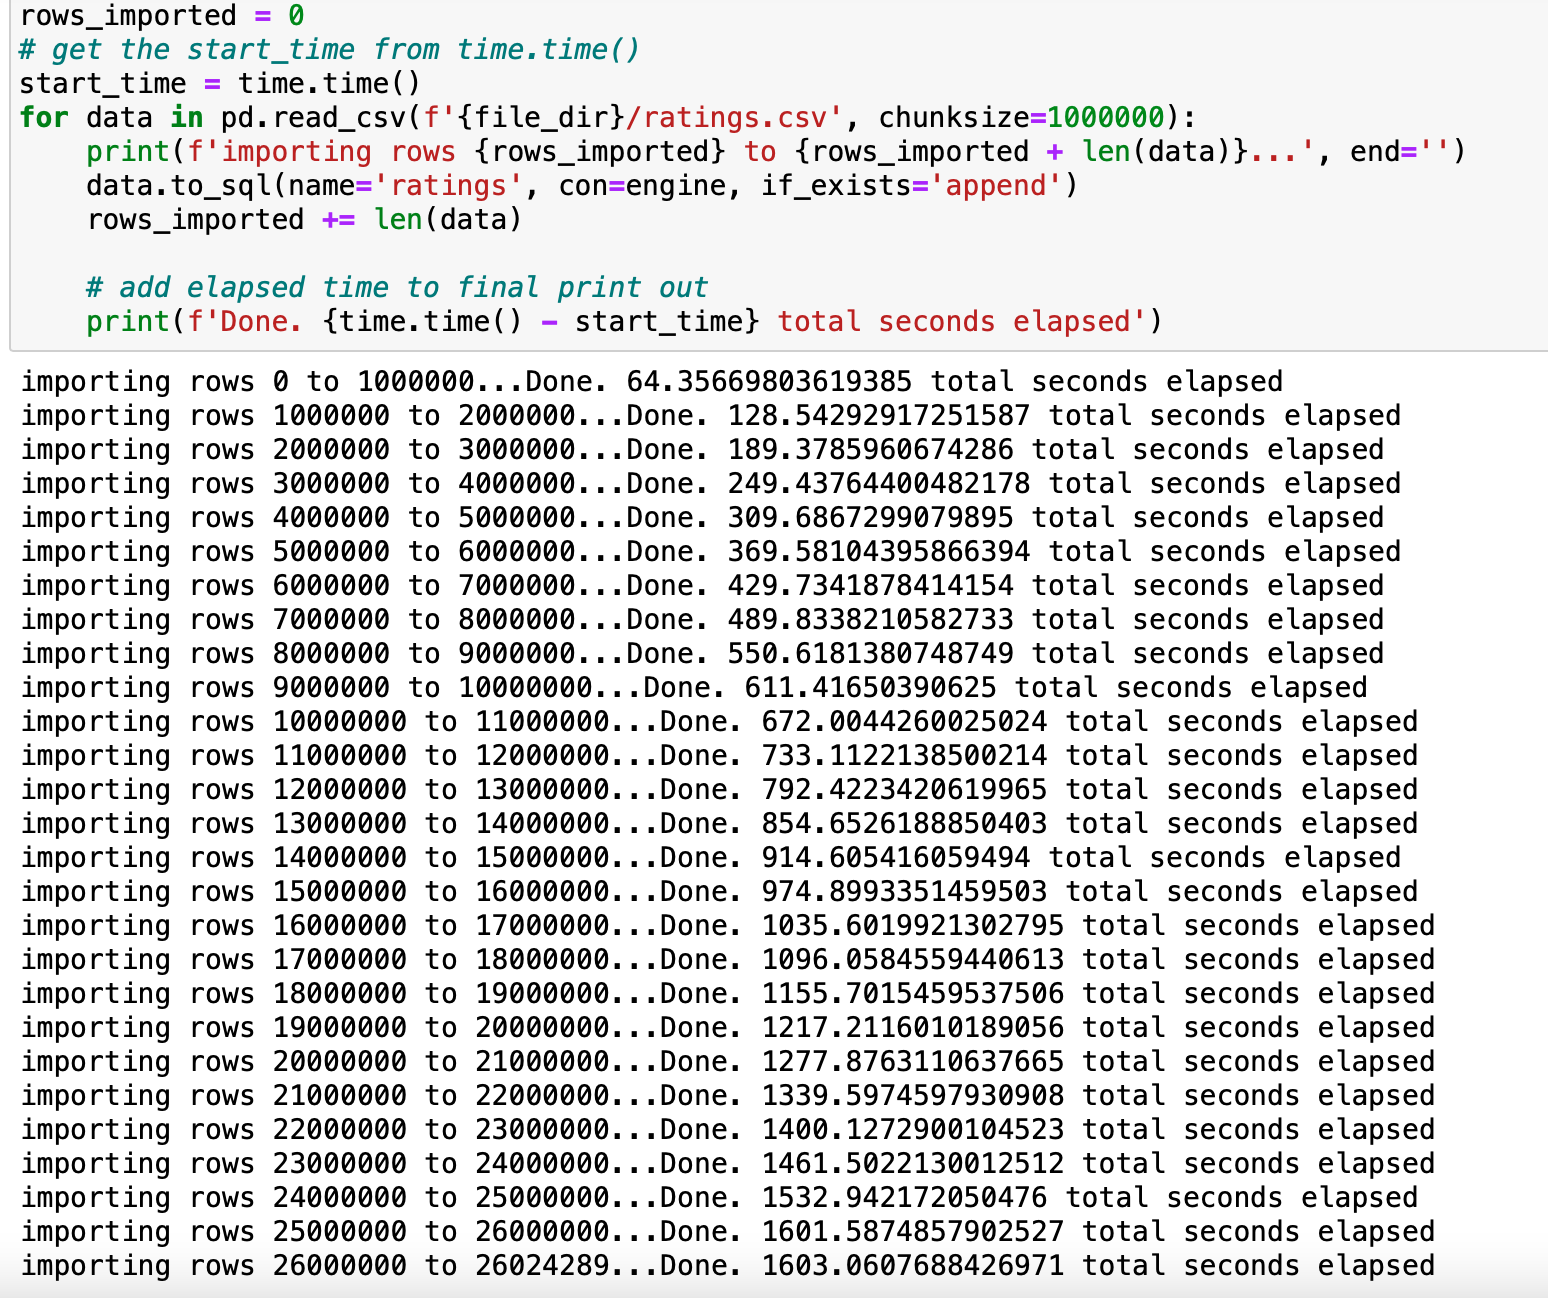 rows_imported = 0
# get the start_time from time.time()
start_time = time.time()
for data in pd.read_csv(f'{file_dir}/ratings.csv', chunksize=1000000):
    print(f'importing rows {rows_imported} to {rows_imported + len(data)}...', end='')
    data.to_sql(name='ratings', con=engine, if_exists='append')
    rows_imported += len(data)

    # add elapsed time to final print out
    print(f'Done. {time.time() - start_time} total seconds elapsed')
importing rows 0 to 1000000...Done. 64.35669803619385 total seconds elapsed
importing rows 1000000 to 2000000...Done. 128.54292917251587 total seconds elapsed
importing rows 2000000 to 3000000...Done. 189.3785960674286 total seconds elapsed
importing rows 3000000 to 4000000...Done. 249.43764400482178 total seconds elapsed
importing rows 4000000 to 5000000...Done. 309.6867299079895 total seconds elapsed
importing rows 5000000 to 6000000...Done. 369.58104395866394 total seconds elapsed
importing rows 6000000 to 7000000...Done. 429.7341878414154 total seconds elapsed
importing rows 7000000 to 8000000...Done. 489.8338210582733 total seconds elapsed
importing rows 8000000 to 9000000...Done. 550.6181380748749 total seconds elapsed
importing rows 9000000 to 10000000...Done. 611.41650390625 total seconds elapsed
importing rows 10000000 to 11000000...Done. 672.0044260025024 total seconds elapsed
importing rows 11000000 to 12000000...Done. 733.1122138500214 total seconds elapsed
importing rows 12000000 to 13000000...Done. 792.4223420619965 total seconds elapsed
importing rows 13000000 to 14000000...Done. 854.6526188850403 total seconds elapsed
importing rows 14000000 to 15000000...Done. 914.605416059494 total seconds elapsed
importing rows 15000000 to 16000000...Done. 974.8993351459503 total seconds elapsed
importing rows 16000000 to 17000000...Done. 1035.6019921302795 total seconds elapsed
importing rows 17000000 to 18000000...Done. 1096.0584559440613 total seconds elapsed
importing rows 18000000 to 19000000...Done. 1155.7015459537506 total seconds elapsed
importing rows 19000000 to 20000000...Done. 1217.2116010189056 total seconds elapsed
importing rows 20000000 to 21000000...Done. 1277.8763110637665 total seconds elapsed
importing rows 21000000 to 22000000...Done. 1339.5974597930908 total seconds elapsed
importing rows 22000000 to 23000000...Done. 1400.1272900104523 total seconds elapsed
importing rows 23000000 to 24000000...Done. 1461.5022130012512 total seconds elapsed
importing rows 24000000 to 25000000...Done. 1532.942172050476 total seconds elapsed
importing rows 25000000 to 26000000...Done. 1601.5874857902527 total seconds elapsed
importing rows 26000000 to 26024289...Done. 1603.0607688426971 total seconds elapsed